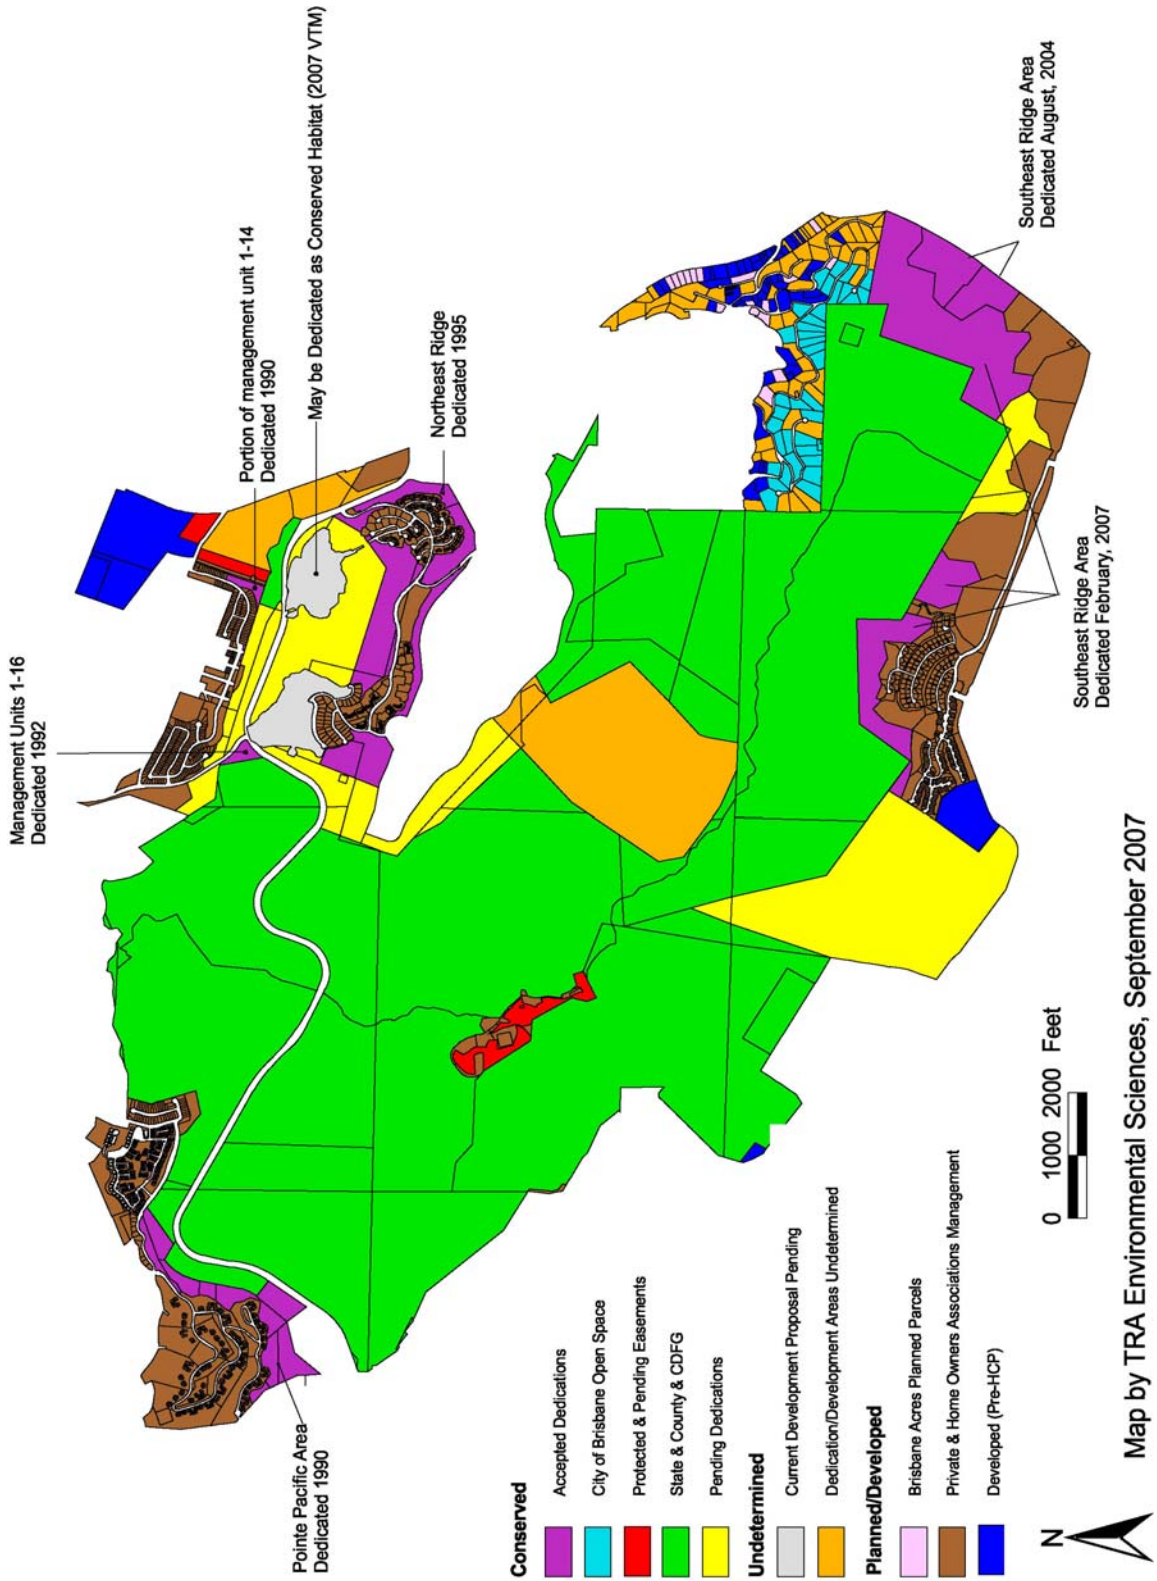 Management Units 1-16
Dedicated 1992
Portion of management unit 1-14
Dedicated 1990
May be Dedicated as Conserved Habitat (2007 VTM)
Northeast Ridge
Dedicated 1995
Pointe Pacific Area
Dedicated 1990
Southeast Ridge Area
Dedicated February, 2007
Southeast Ridge Area
Dedicated August, 2004
Conserved
Accepted Dedications
City of Brisbane Open Space
Protected & Pending Easements
State & County & CDFG
Pending Dedications
Undetermined
Current Development Proposal Pending
Dedication/Development Areas Undetermined
Planned/Developed
Brisbane Acres Planned Parcels
Private & Home Owners Associations Management
Developed (Pre-HCP)
N
0 1000 2000 Feet
Map by TRA Environmental Sciences, September 2007